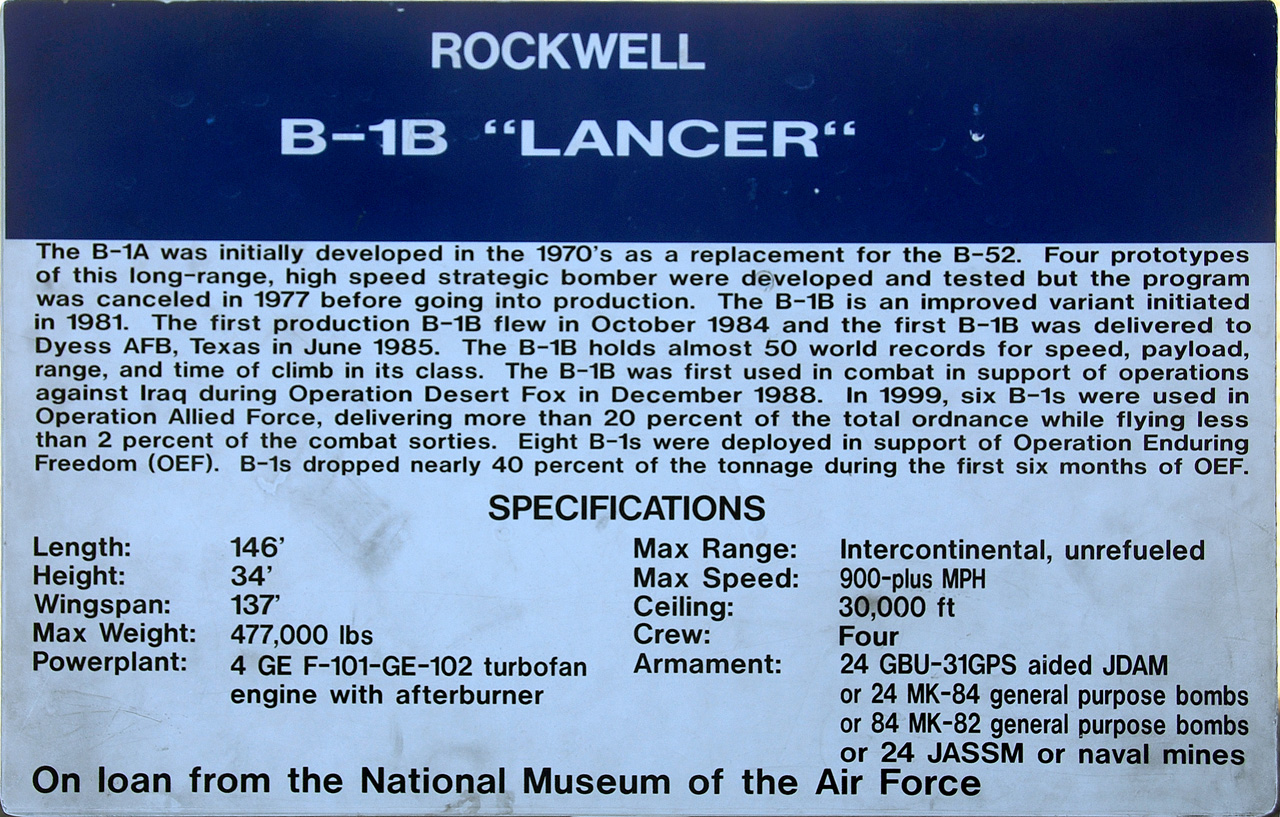 ROCKWELL
B-1B “LANCER“
The B-1A was initially developed in the 1970's as a replacement for the B-52. Four prototypes
of this long-range, high speed strategic bomber were developed and tested but the program
was canceled in 1977 before going into production. The B-1B is an improved variant initiated
in 1981. The first production B-1B flew in October 1984 and the first B-1B was delivered to
Dyess AFB, Texas in June 1985. The B-1B holds almost 50 world records for speed, payload,
range, and time of climb in its class. The B-1B was first used in combat in support of operations
against Iraq during Operation Desert Fox in December 1988. In 1999, six B-1s were used in
Operation Allied Force, delivering more than 20 percent of the total ordnance while flying less
than 2 percent of the combat sorties. Eight B-1s were deployed in support of Operation Enduring
Freedom (OEF). B-1s dropped nearly 40 percent of the tonnage during the first six months of OEF.
SPECIFICATIONS
Length: 146'
Height: 34'
Wingspan: 137'
Max Weight: 477,000 lbs
Powerplant: 4 GE F-101-GE-102 turbofan
engine with afterburner
Max Range: Intercontinental, unrefueled
Max Speed: 900-plus MPH
Ceiling: 30,000 ft
Crew: Four
Armament: 24 GBU-31GPS aided JDAM
or 24 MK-84 general purpose bombs
or 84 MK-82 general purpose bombs
or 24 JASSM or naval mines
On loan from the National Museum of the Air Force